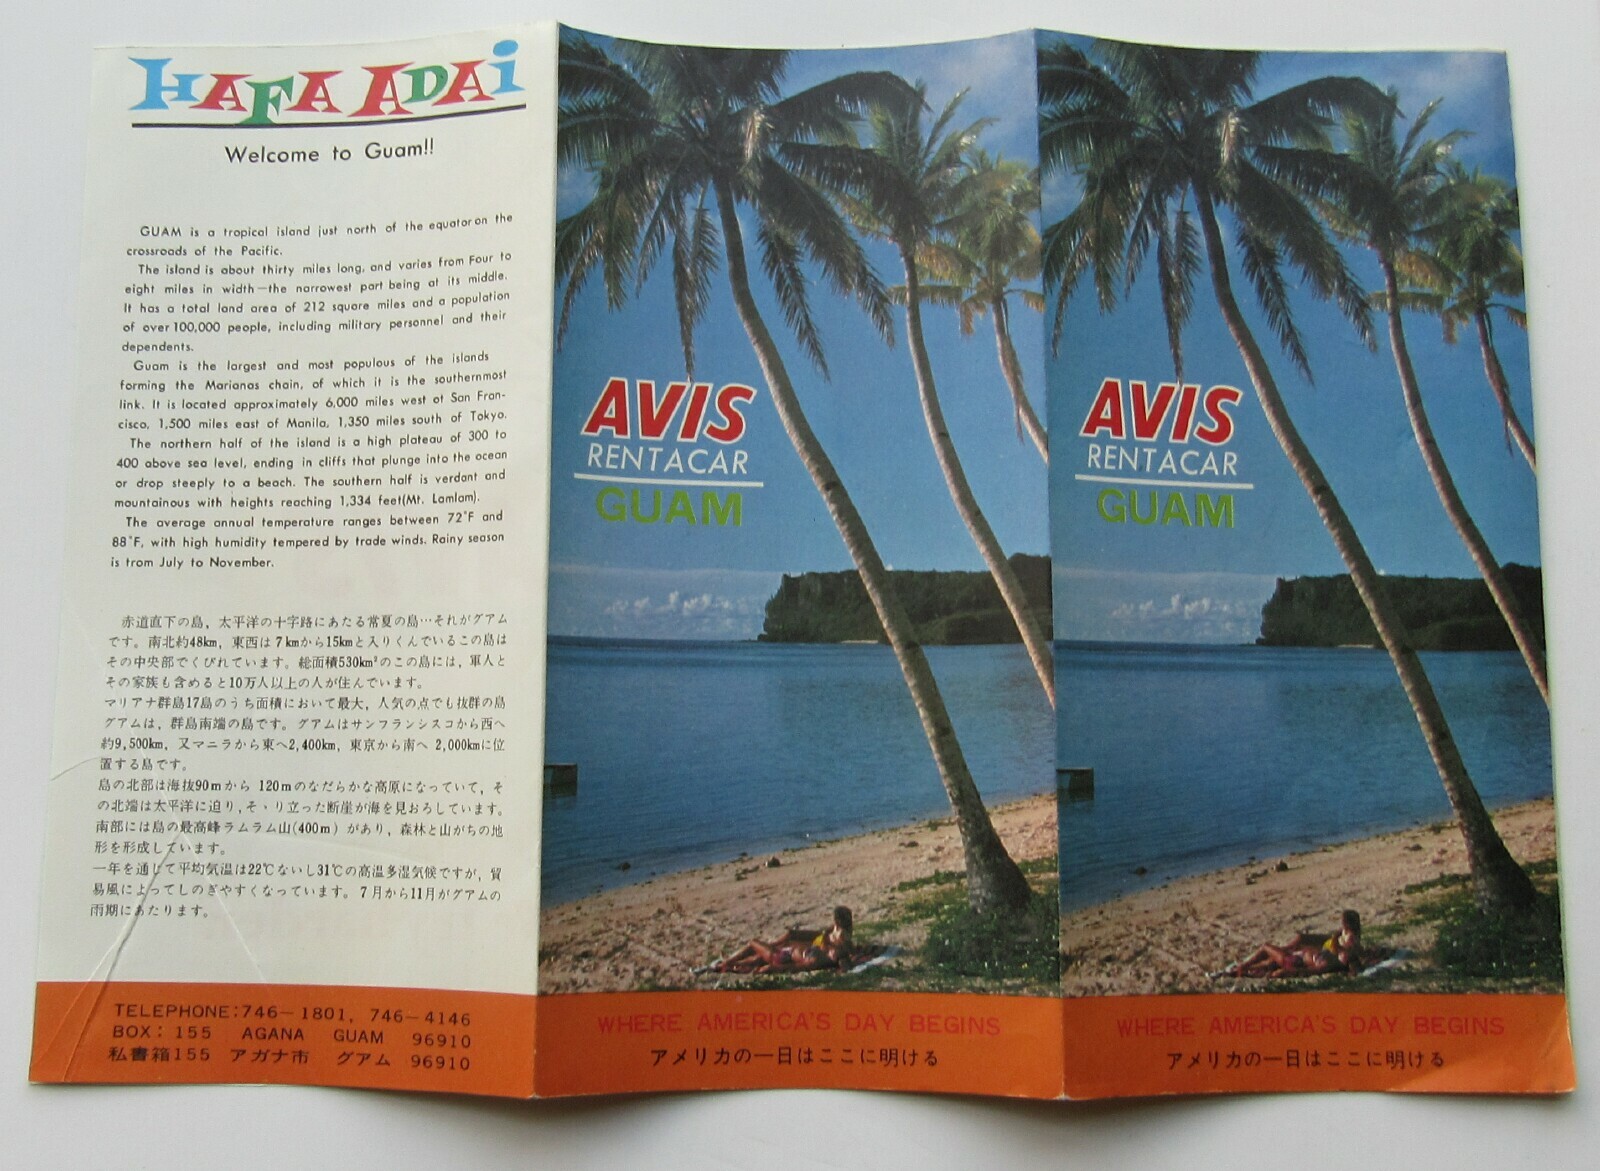 HAFA ADAi
Welcome to Guam!!
GUAM is a tropical island just north of the equator on the
crossroads of the Pacific.
The island is about thirty miles long, and varies from Four to
eight miles in width—the narrowest part being at its middle.
It has a total land area of 212 square miles and a population
of over 100,000 people, including military personnel and their
dependents.
Guam is the largest and most populous of the islands
forming the Marianas chain, of which it is the southernmost
link. It is located approximately 6,000 miles west of San Fran-
cisco, 1,500 miles east of Manila, 1,350 miles south of Tokyo.
The northern half of the island is a high plateau of 300 to
400 above sea level, ending in cliffs that plunge into the ocean
or drop steeply to a beach. The southern half is verdant and
mountainous with heights reaching 1,334 feet(Mt. Lamlam).
The average annual temperature ranges between 72°F and
88°F, with high humidity tempered by trade winds. Rainy season
is trom July to November.
赤道直下の島，太平洋の十字路にあたる常夏の島…それがグアム
です。南北約48km，東西は7kmから15kmと入りくんでいるこの島は
その中央部でくびれています。総面積530km²のこの島には，軍人と
その家族も含めると10万人以上の人が住んでいます。
マリアナ群島17島のうち面積において最大，人気の点でも抜群の島
グアムは，群島南端の島です。グアムはサンフランシスコから西へ
約9,500km，又マニラから東へ2,400km，東京から南へ 2,000kmに位
置する島です。
島の北部は海抜90mから 120mのなだらかな高原になっていて，そ
の北端は太平洋に迫り，そゝり立った断崖が海を見おろしています。
南部には島の最高峰ラムラム山(400m) があり，森林と山がちの地
形を形成しています。
一年を通じて平均気温は22℃ないし31℃の高温多湿気候ですが，貿
易風によってしのぎやすくなっています。7月から11月がグアムの
雨期にあたります。
TELEPHONE:746-1801, 746-4146
BOX: 155 AGANA GUAM 96910
私書箱155 アガナ市 グアム 96910
AVIS
RENTACAR
GUAM
WHERE AMERICA'S DAY BEGINS
アメリカの一日はここに明ける
AVIS
RENTACAR
GUAM
WHERE AMERICA'S DAY BEGINS
アメリカの一日はここに明ける